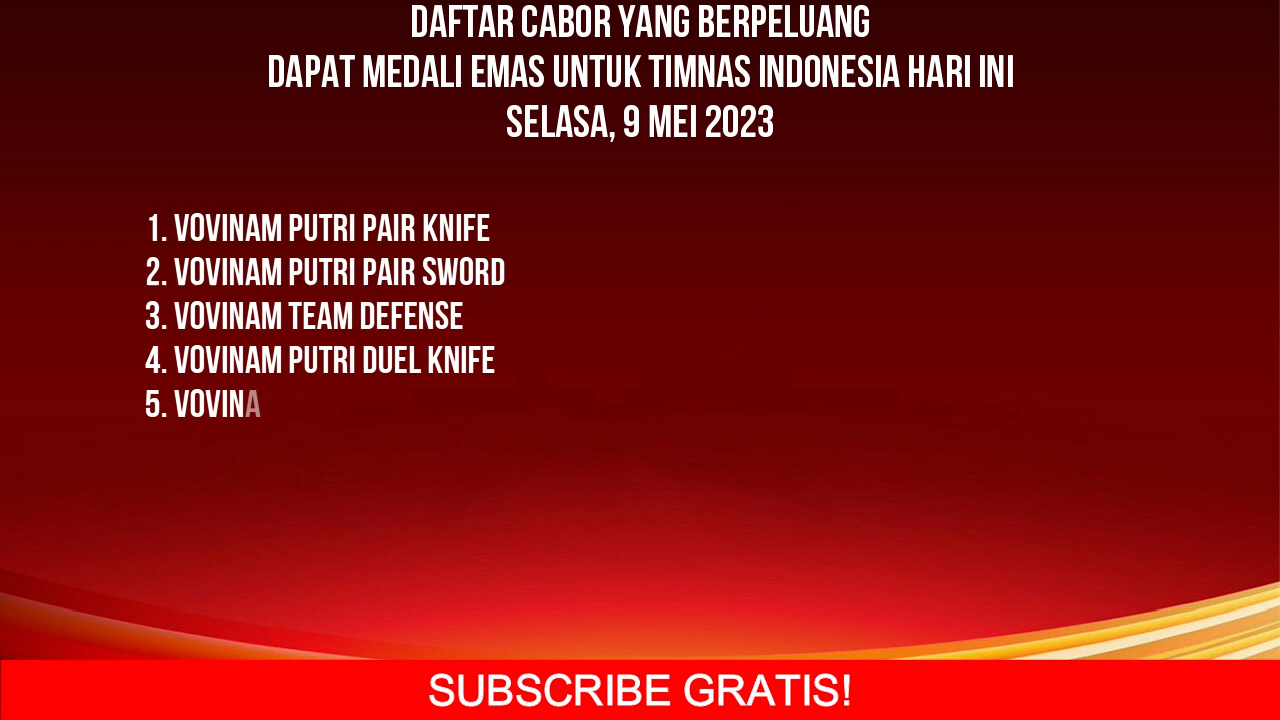 DAFTAR CABOR YANG BERPELUANG
DAPAT MEDALI EMAS UNTUK TIMNAS INDONESIA HARI INI
SELASA, 9 MEI 2023
1. VOVINAM PUTRI PAIR KNIFE
2. VOVINAM PUTRI PAIR SWORD
3. VOVINAM TEAM DEFENSE
4. VOVINAM PUTRI DUEL KNIFE
5. VOVINA
SUBSCRIBE GRATIS!